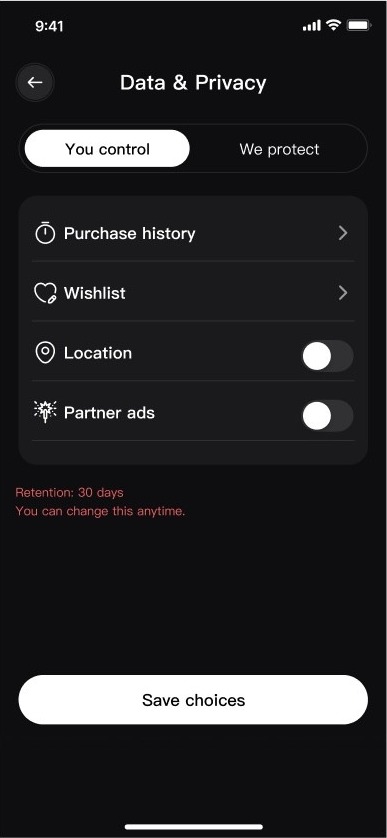 9:41
Data & Privacy
You control
We protect
Purchase history
Wishlist
Location
Partner ads
Retention: 30 days
You can change this anytime.
Save choices